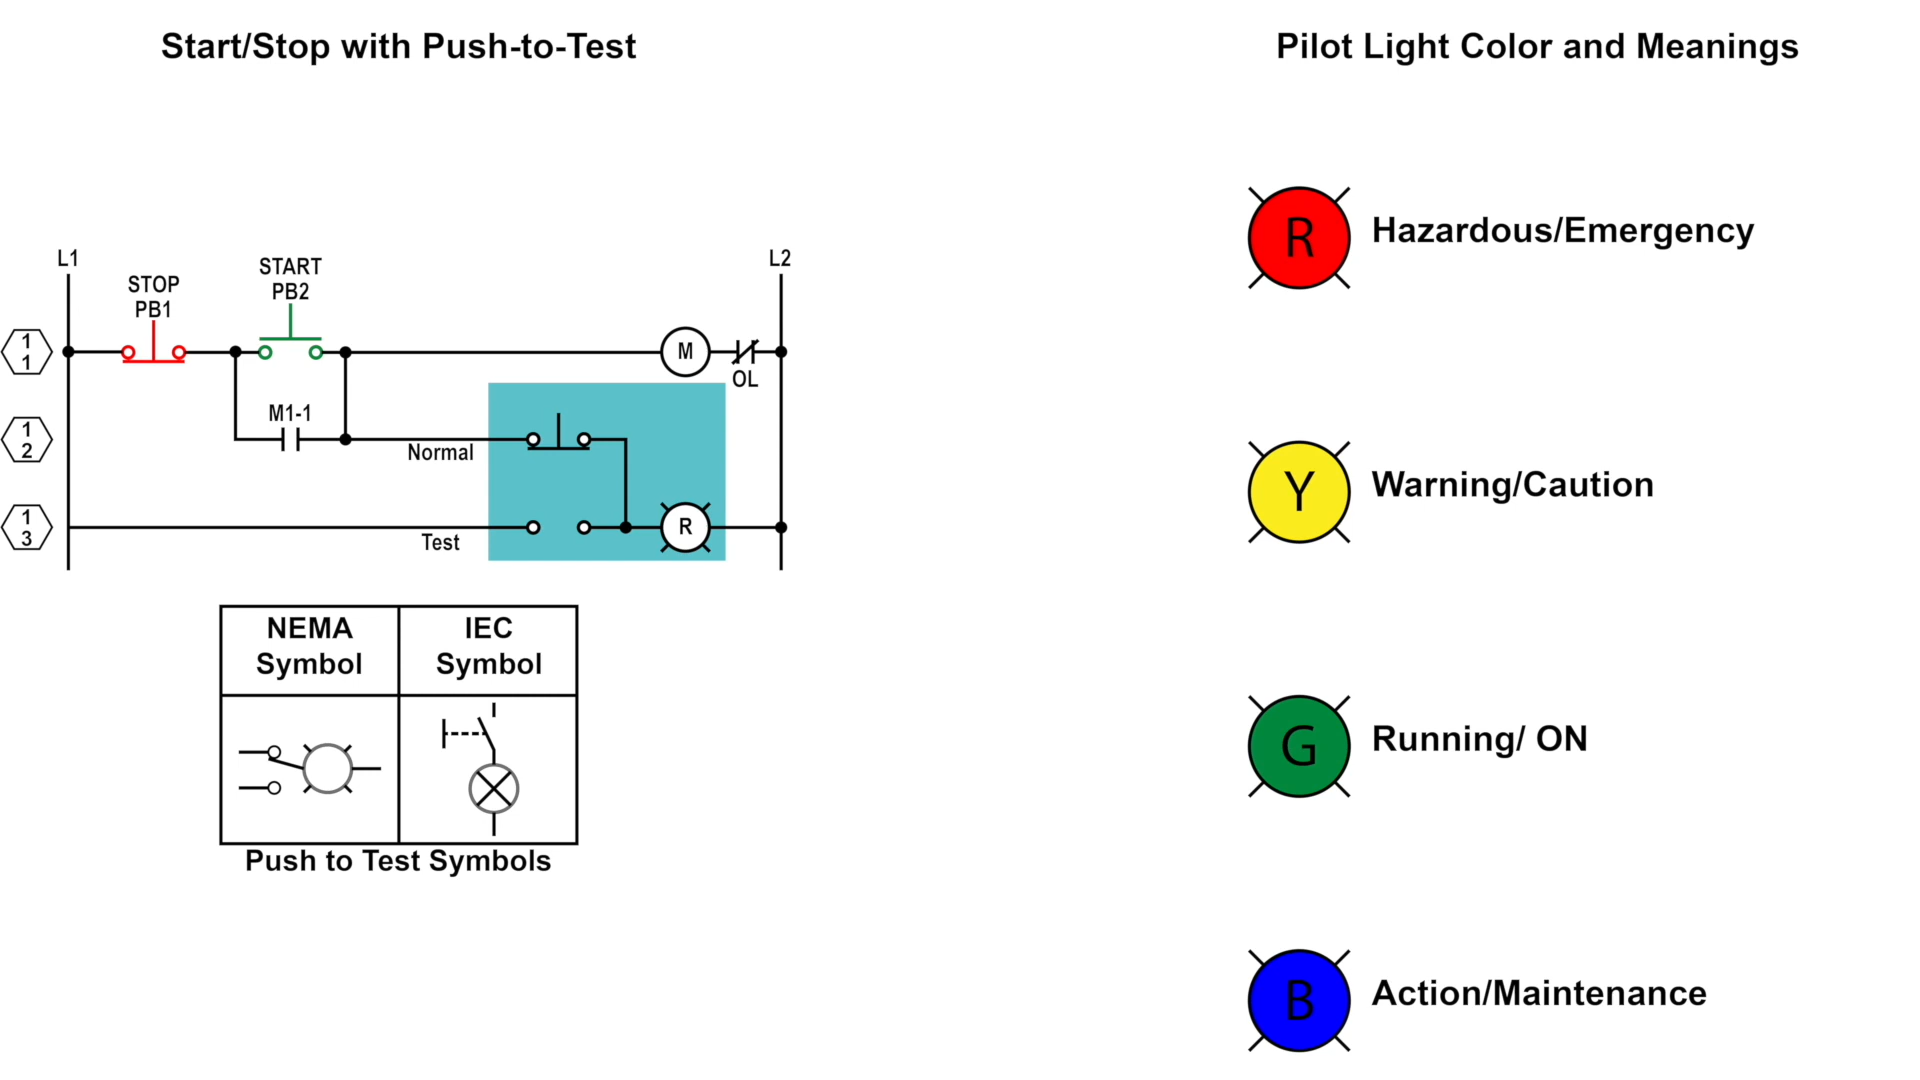 Start/Stop with Push-to-Test
L1
STOP
PB1
START
PB2
L2
1
1
M
OL
1
2
M1-1
Normal
1
3
Test
R
NEMA
Symbol
IEC
Symbol
Push to Test Symbols
Pilot Light Color and Meanings
R
Hazardous/Emergency
Y
Warning/Caution
G
Running/ ON
B
Action/Maintenance